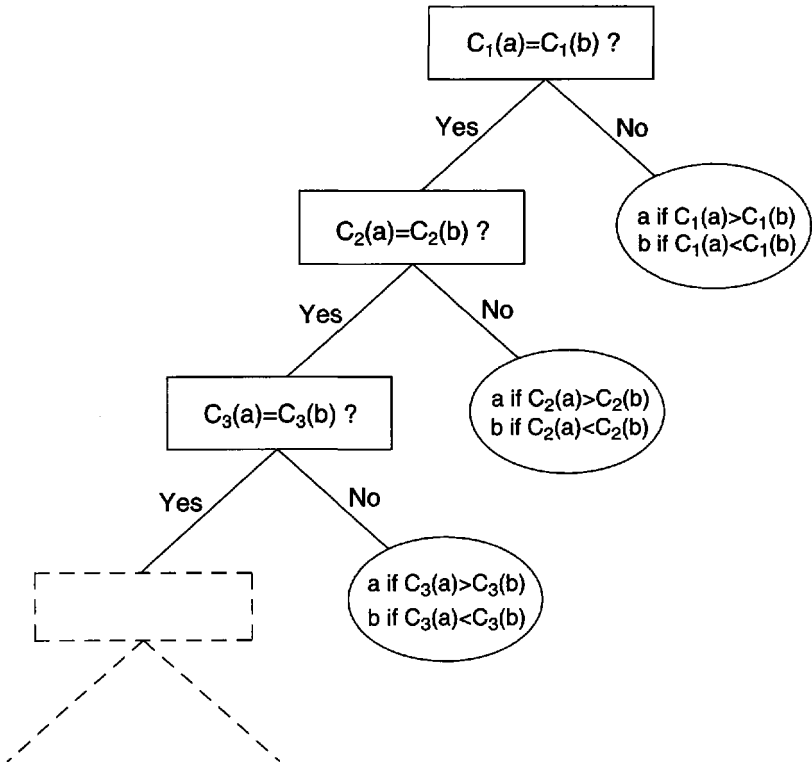 C₁(a)=C₁(b) ?
Yes
No
a if C₁(a)>C₁(b)
b if C₁(a)<C₁(b)
C₂(a)=C₂(b) ?
Yes
No
a if C₂(a)>C₂(b)
b if C₂(a)<C₂(b)
C₃(a)=C₃(b) ?
Yes
No
a if C₃(a)>C₃(b)
b if C₃(a)<C₃(b)